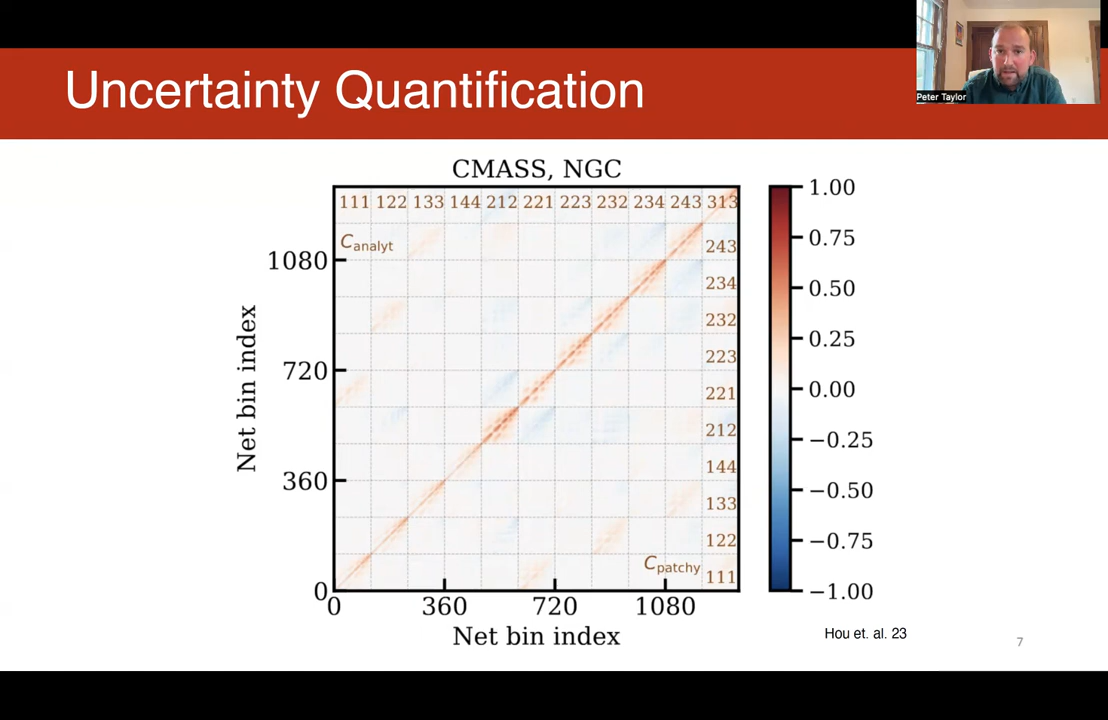 Peter Taylor
Uncertainty Quantification
CMASS, NGC
111 122 133 144 212 221 223 232 234 243 313
C analyt
243
234
232
223
221
212
144
133
122
111
C patchy
1080
720
360
0
Net bin index
0 360 720 1080
Net bin index
1.00
0.75
0.50
0.25
0.00
−0.25
−0.50
−0.75
−1.00
Hou et. al. 23
7